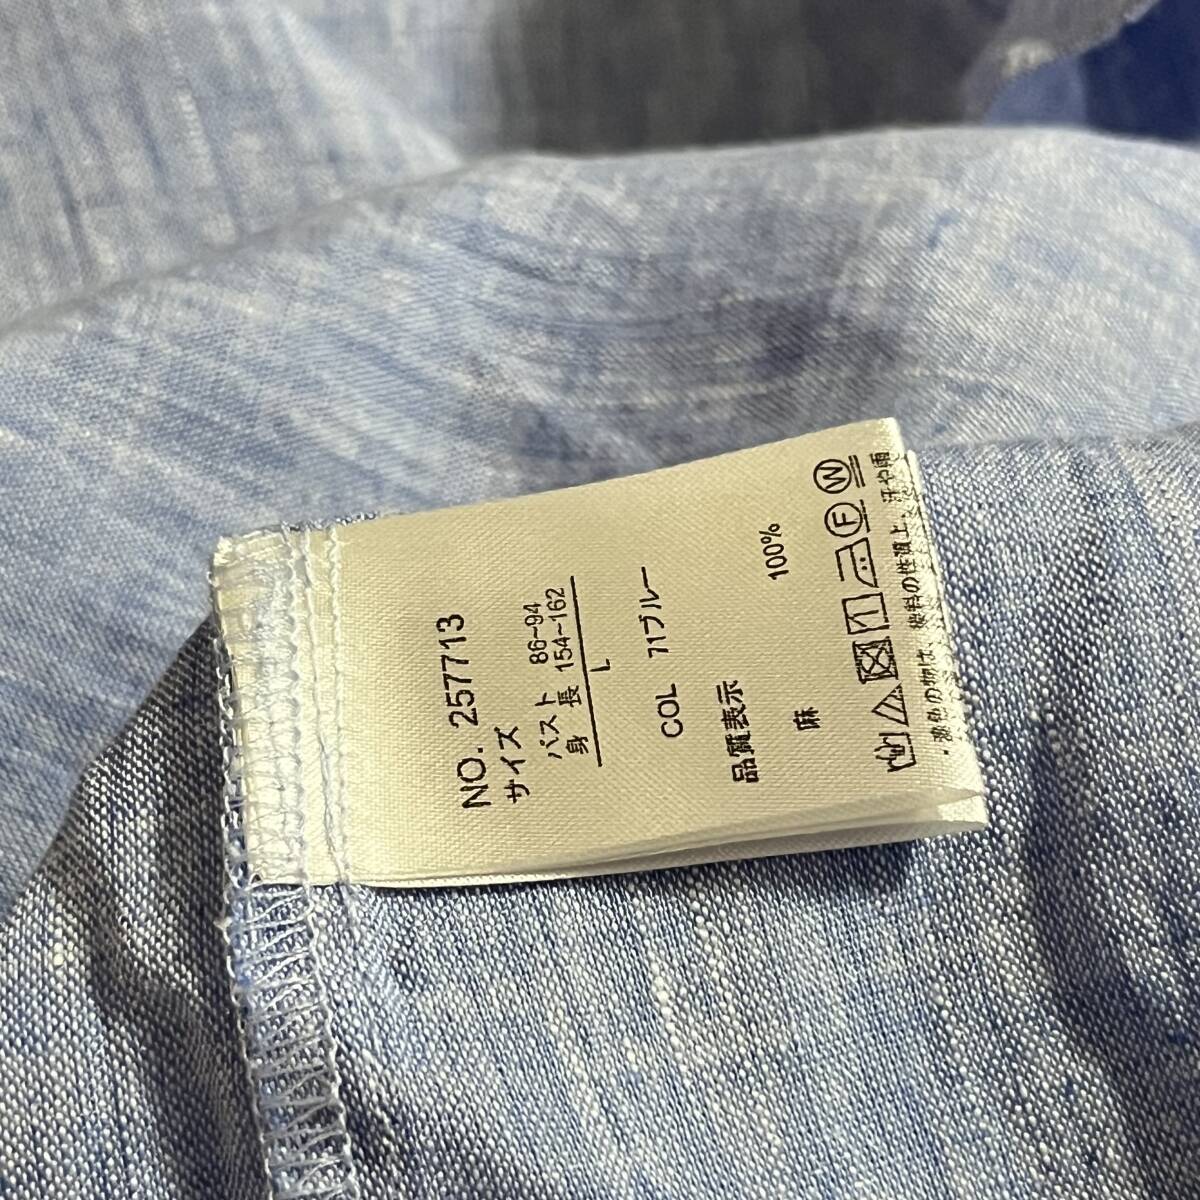 NO. 257713
サイズ
バスト 86~94
身 長 154~162
L
COL 71ブルー
品質表示
麻 100%
F W
・濃色の物は、染料の性質上、汗や雨